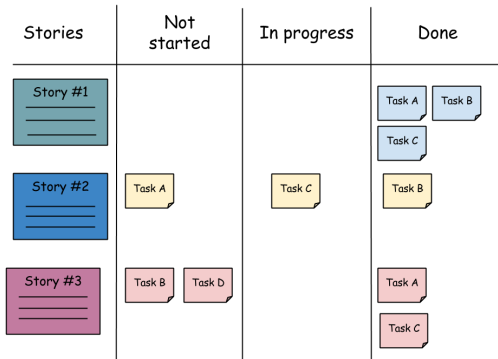 Stories
Not
started
In progress
Done
Story #1
Task A
Task B
Task C
Story #2
Task A
Task C
Task B
Story #3
Task B
Task D
Task A
Task C